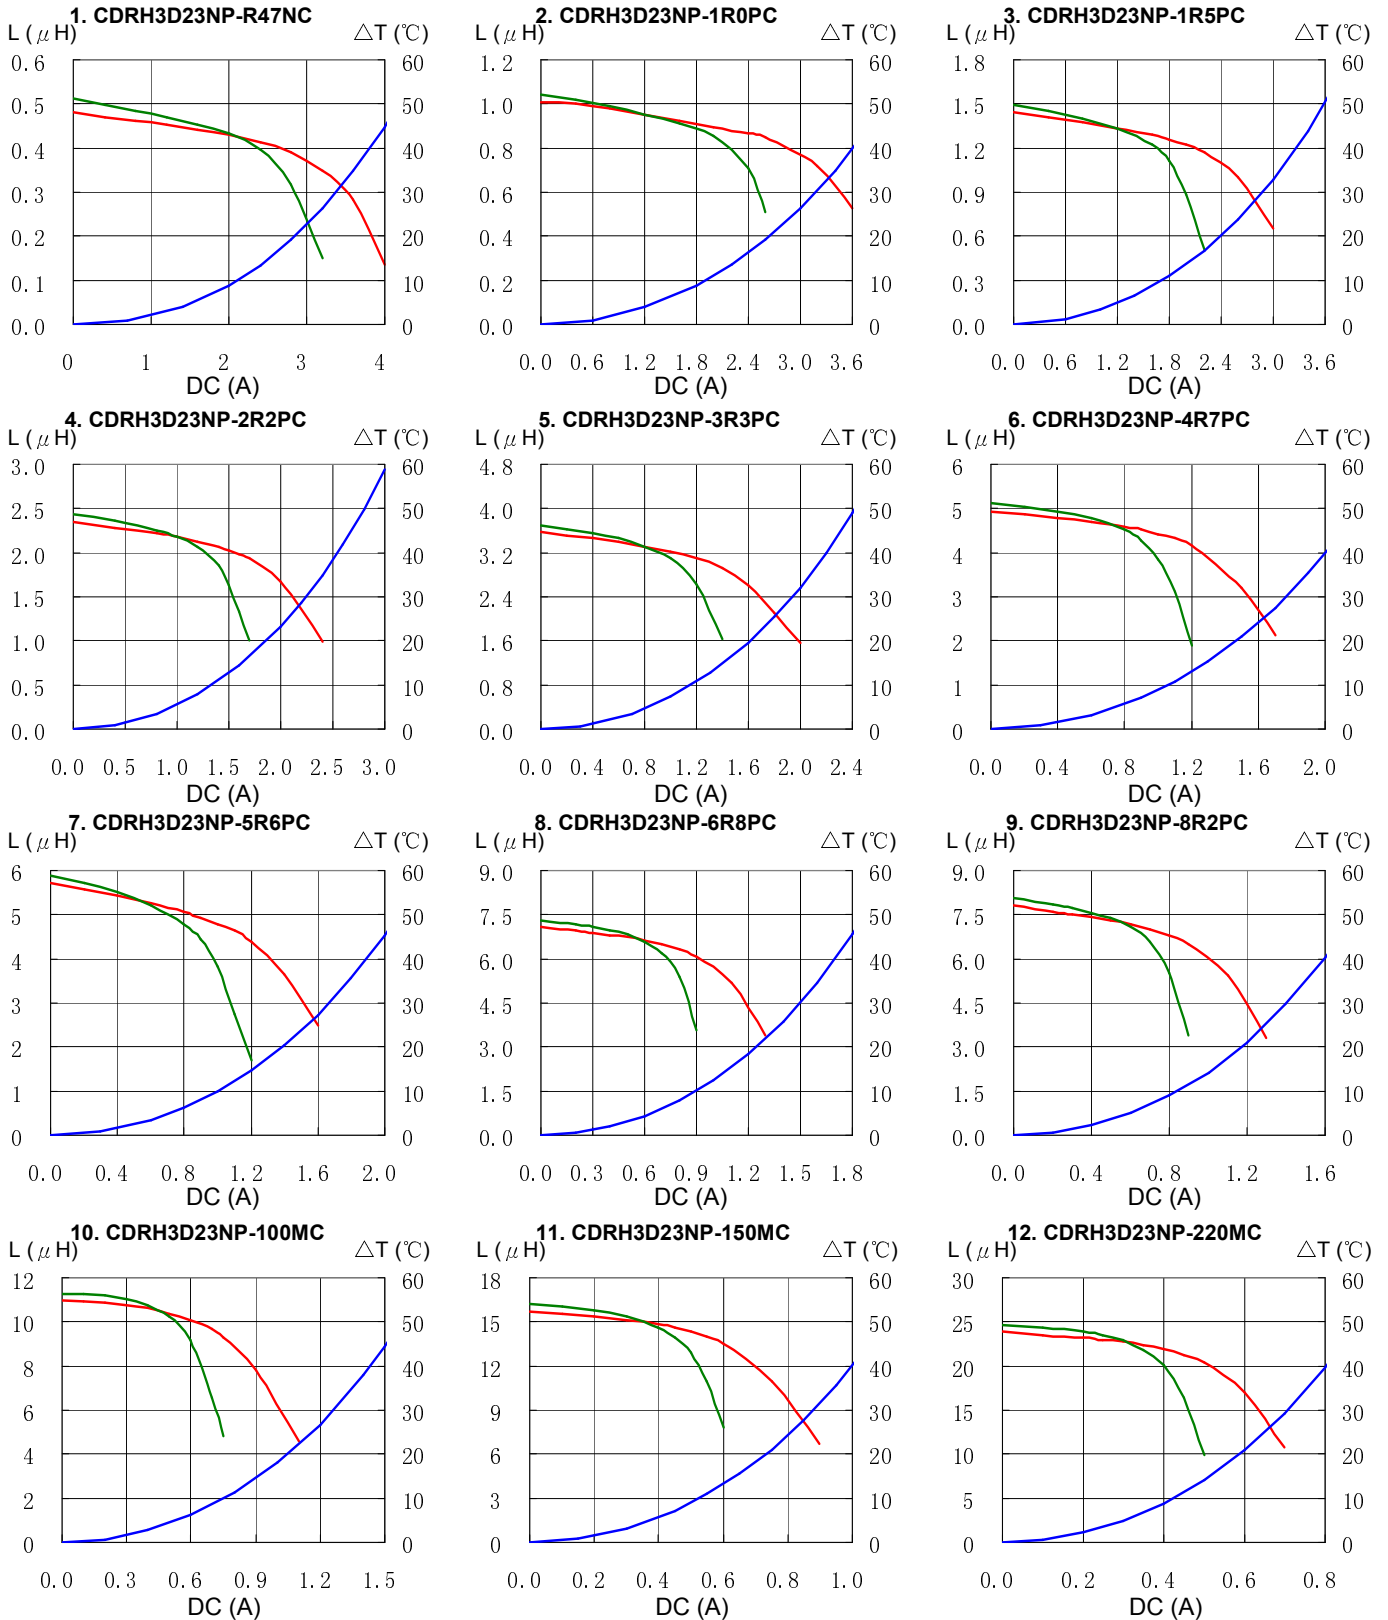 1. CDRH3D23NP-R47NC
L (μH) △T (℃)
0.6 60
0.5 50
0.4 40
0.3 30
0.2 20
0.1 10
0.0 0
0 1 2 3 4
DC (A)
2. CDRH3D23NP-1R0PC
L (μH) △T (℃)
1.2 60
1.0 50
0.8 40
0.6 30
0.4 20
0.2 10
0.0 0
0.0 0.6 1.2 1.8 2.4 3.0 3.6
DC (A)
3. CDRH3D23NP-1R5PC
L (μH) △T (℃)
1.8 60
1.5 50
1.2 40
0.9 30
0.6 20
0.3 10
0.0 0
0.0 0.6 1.2 1.8 2.4 3.0 3.6
DC (A)
4. CDRH3D23NP-2R2PC
L (μH) △T (℃)
3.0 60
2.5 50
2.0 40
1.5 30
1.0 20
0.5 10
0.0 0
0.0 0.5 1.0 1.5 2.0 2.5 3.0
DC (A)
5. CDRH3D23NP-3R3PC
L (μH) △T (℃)
4.8 60
4.0 50
3.2 40
2.4 30
1.6 20
0.8 10
0.0 0
0.0 0.4 0.8 1.2 1.6 2.0 2.4
DC (A)
6. CDRH3D23NP-4R7PC
L (μH) △T (℃)
6 60
5 50
4 40
3 30
2 20
1 10
0 0
0.0 0.4 0.8 1.2 1.6 2.0
DC (A)
7. CDRH3D23NP-5R6PC
L (μH) △T (℃)
6 60
5 50
4 40
3 30
2 20
1 10
0 0
0.0 0.4 0.8 1.2 1.6 2.0
DC (A)
8. CDRH3D23NP-6R8PC
L (μH) △T (℃)
9.0 60
7.5 50
6.0 40
4.5 30
3.0 20
1.5 10
0.0 0
0.0 0.3 0.6 0.9 1.2 1.5 1.8
DC (A)
9. CDRH3D23NP-8R2PC
L (μH) △T (℃)
9.0 60
7.5 50
6.0 40
4.5 30
3.0 20
1.5 10
0.0 0
0.0 0.4 0.8 1.2 1.6
DC (A)
10. CDRH3D23NP-100MC
L (μH) △T (℃)
12 60
10 50
8 40
6 30
4 20
2 10
0 0
0.0 0.3 0.6 0.9 1.2 1.5
DC (A)
11. CDRH3D23NP-150MC
L (μH) △T (℃)
18 60
15 50
12 40
9 30
6 20
3 10
0 0
0.0 0.2 0.4 0.6 0.8 1.0
DC (A)
12. CDRH3D23NP-220MC
L (μH) △T (℃)
30 60
25 50
20 40
15 30
10 20
5 10
0 0
0.0 0.2 0.4 0.6 0.8
DC (A)